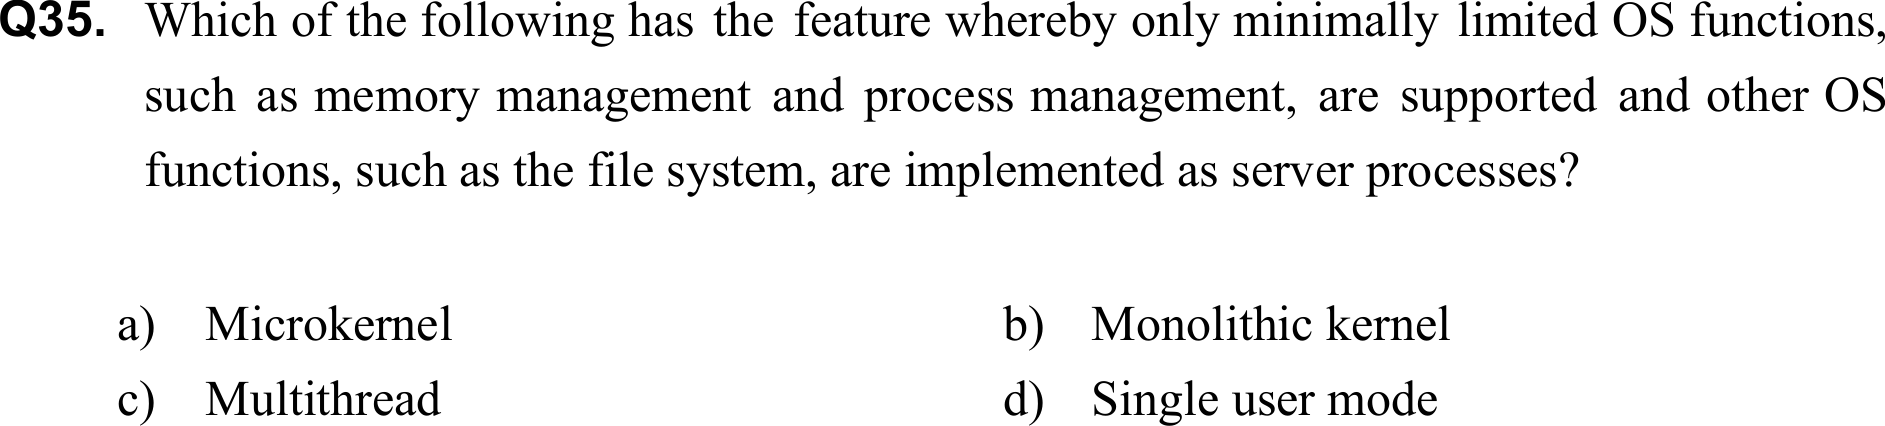 Q35. Which of the following has the feature whereby only minimally limited OS functions,
such as memory management and process management, are supported and other OS
functions, such as the file system, are implemented as server processes?
a) Microkernel b) Monolithic kernel
c) Multithread d) Single user mode